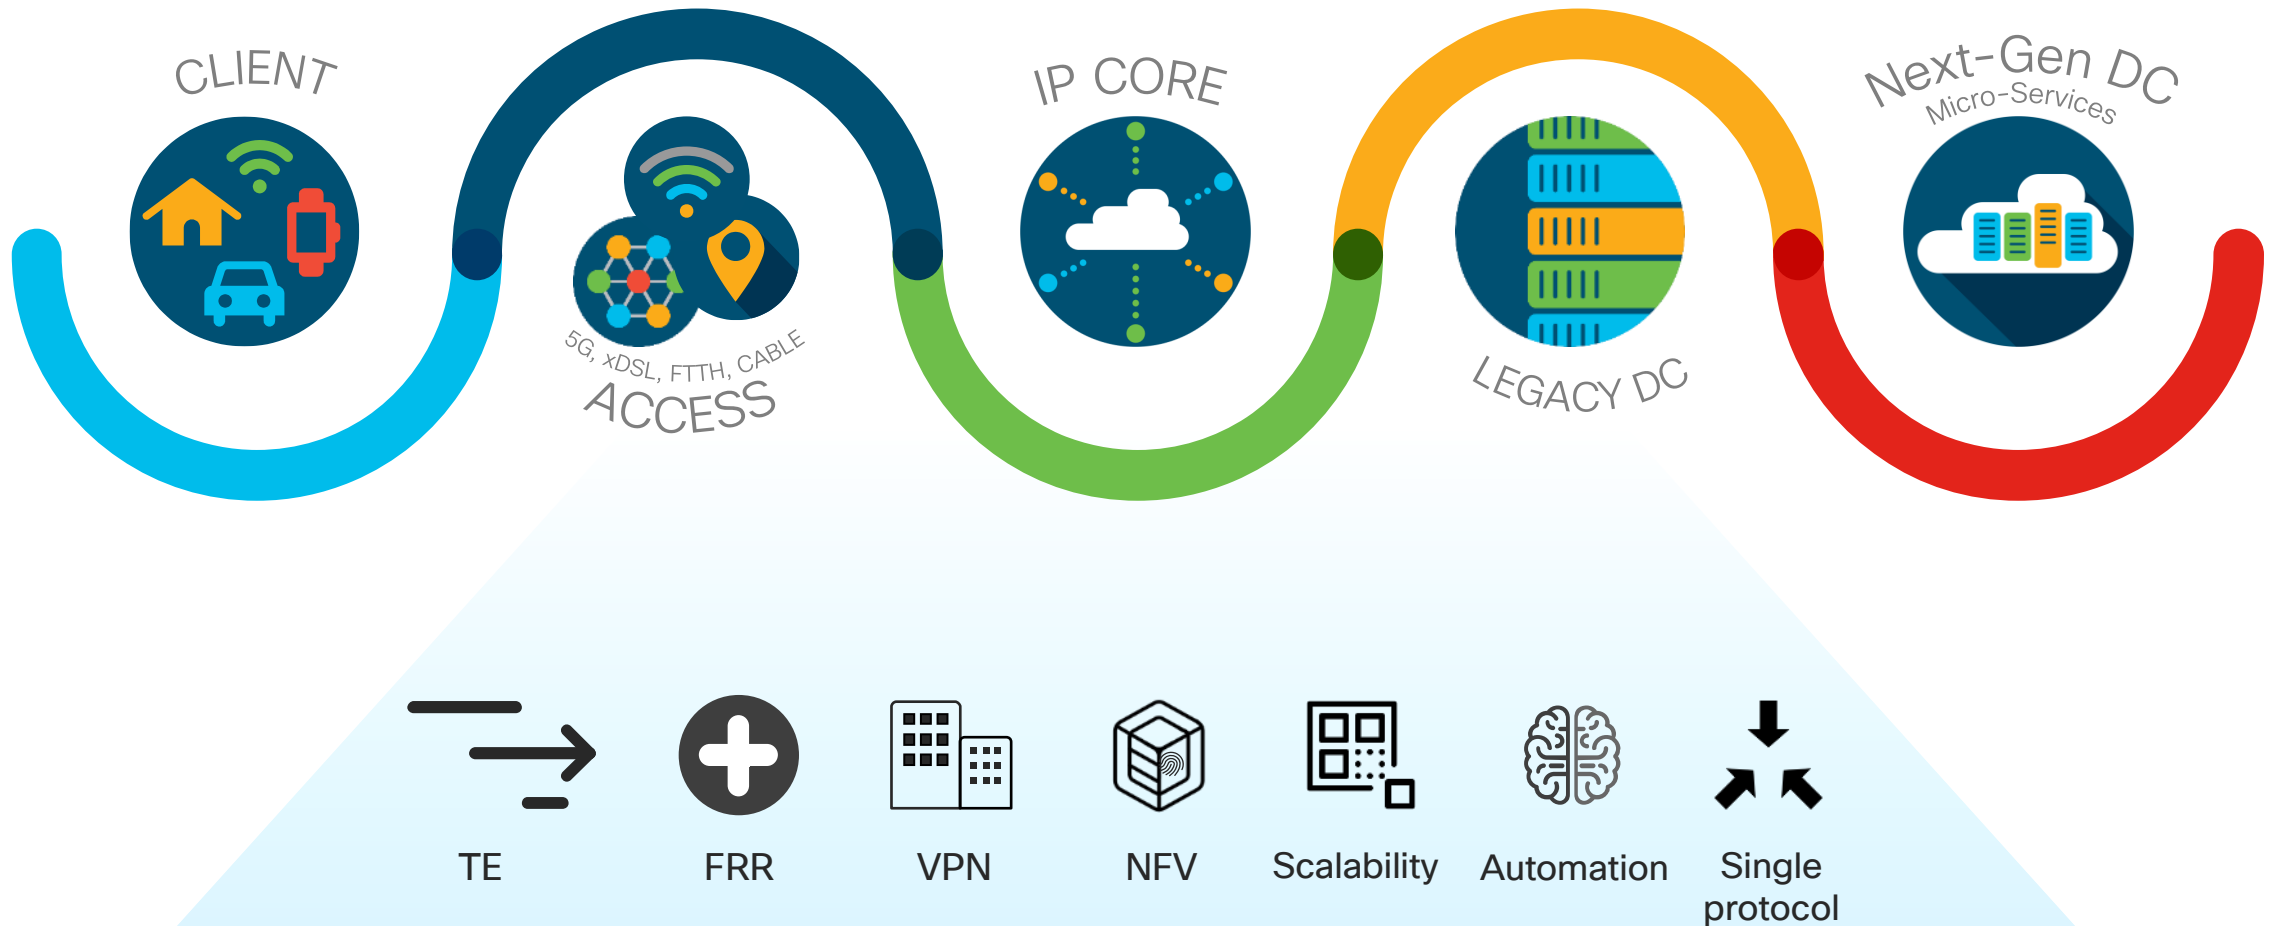 CLIENT
5G, xDSL, FTTH, CABLE
ACCESS
IP CORE
LEGACY DC
Next-Gen DC
Micro-Services
TE
FRR
VPN
NFV
Scalability
Automation
Single
protocol